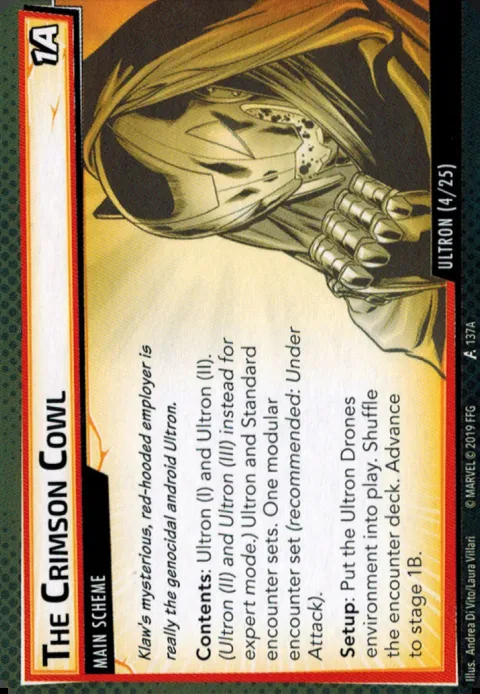 THE CRIMSON COWL
1A
MAIN SCHEME
Klaw's mysterious, red-hooded employer is
really the genocidal android Ultron.
Contents: Ultron (I) and Ultron (II).
(Ultron (II) and Ultron (III) instead for
expert mode.) Ultron and Standard
encounter sets. One modular
encounter set (recommended: Under
Attack).
Setup: Put the Ultron Drones
environment into play. Shuffle
the encounter deck. Advance
to stage 1B.
ULTRON (4/25)
Illus. Andrea Di Vito/Laura Villari
© MARVEL © 2019 FFG
A 137A